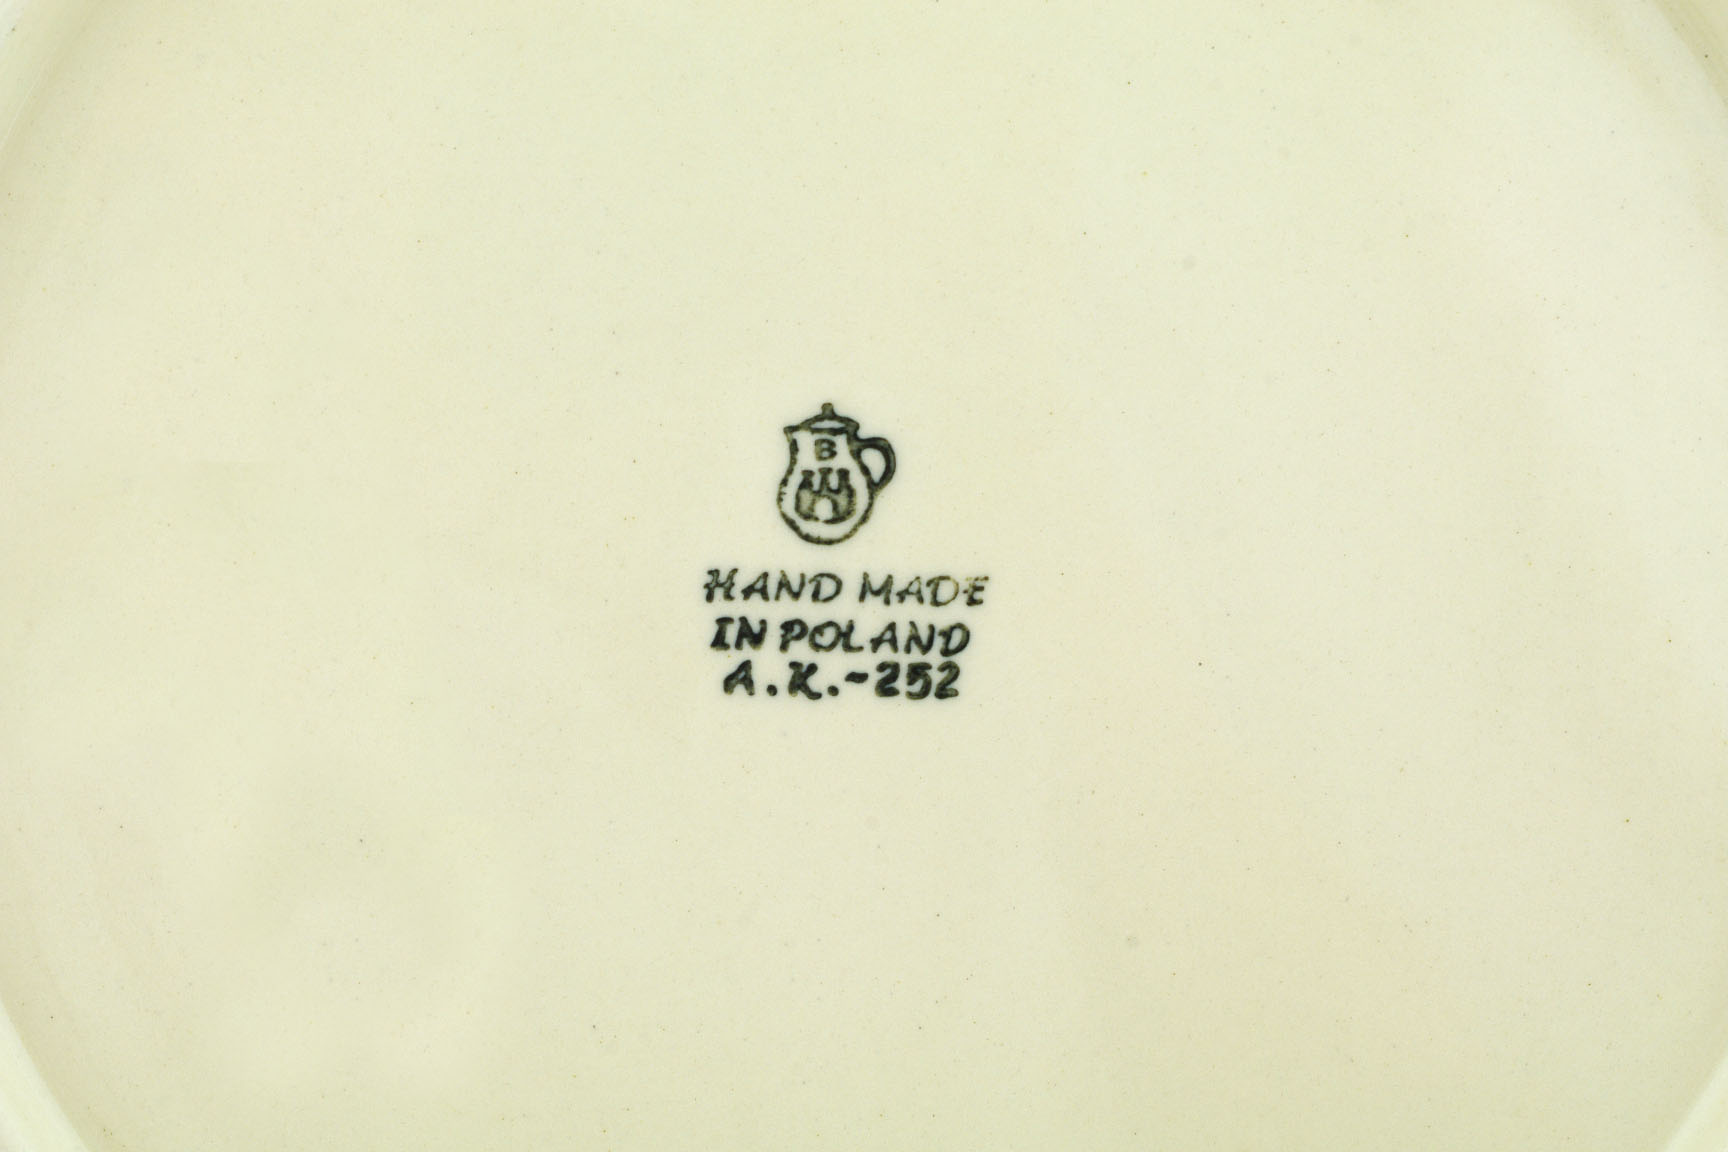 B
HAND MADE
IN POLAND
A.K.-252